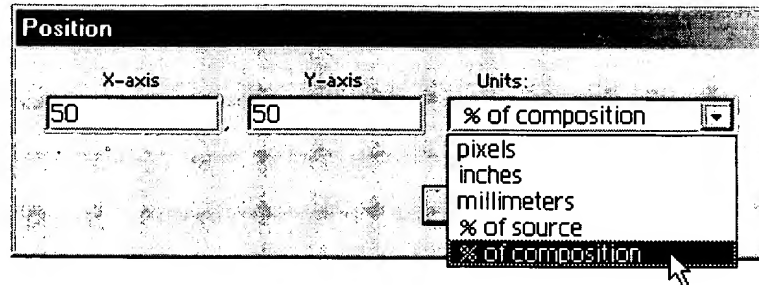 Position
X-axis Y-axis Units:
50 , 50 % of composition
pixels
inches
millimeters
% of source
% of composition